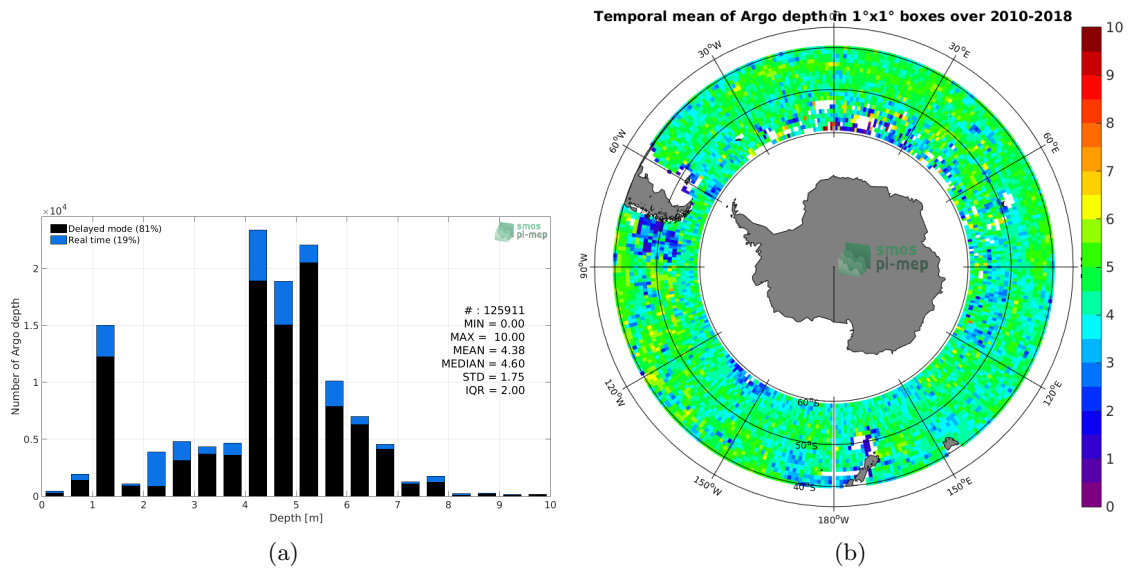 Temporal mean of Argo depth in 1°x1° boxes over 2010-2018
×10⁴
Delayed mode (81%)
Real time (19%)
smos
pi-mep
# : 125911
MIN = 0.00
MAX = 10.00
MEAN = 4.38
MEDIAN = 4.60
STD = 1.75
IQR = 2.00
Number of Argo depth
2
1.5
1
0.5
0
0 1 2 3 4 5 6 7 8 9 10
Depth [m]
(a)
30°W
30°E
60°W
60°E
90°W
120°W
120°E
150°W
150°E
180°W
60°S
50°S
40°S
smos
pi-mep
10
9
8
7
6
5
4
3
2
1
0
(b)